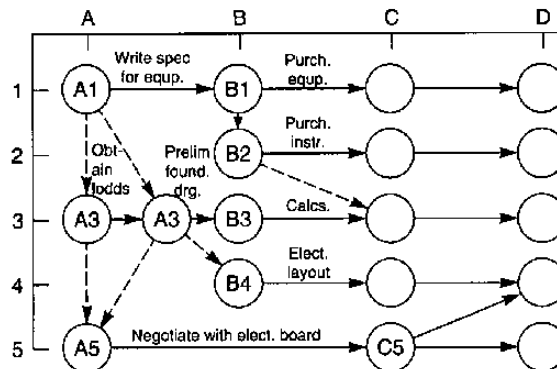 A B C D
Write spec
for equp.
Purch.
equp.
1 A1 B1
Purch.
instr.
2 B2
Obt-
ain
lodds
Prelim
found.
drg.
Calcs.
3 A3 A3 B3
Elect.
layout
4 B4
Negotiate with elect. board
5 A5 C5